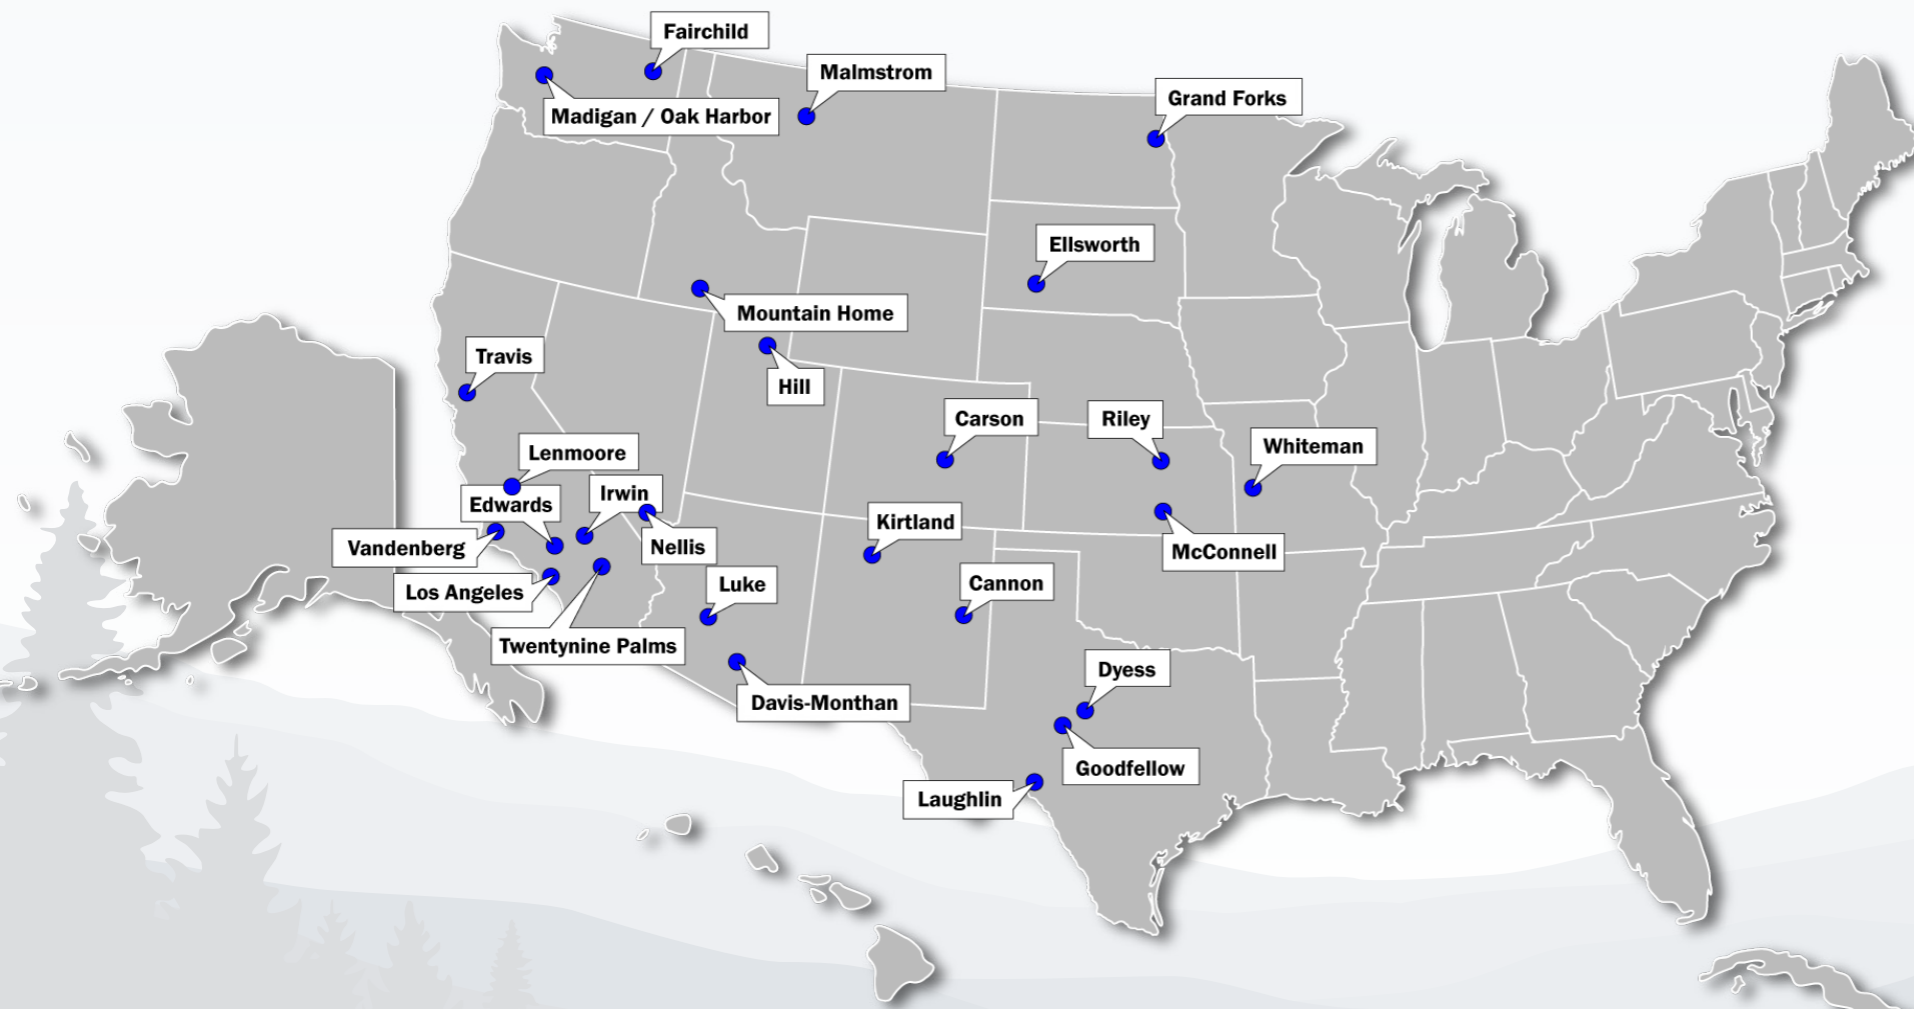 Fairchild
Malmstrom
Grand Forks
Madigan / Oak Harbor
Ellsworth
Mountain Home
Travis
Hill
Carson
Riley
Whiteman
Lenmoore
Irwin
Edwards
Kirtland
Nellis
Vandenberg
McConnell
Luke
Cannon
Los Angeles
Twentynine Palms
Dyess
Davis-Monthan
Goodfellow
Laughlin